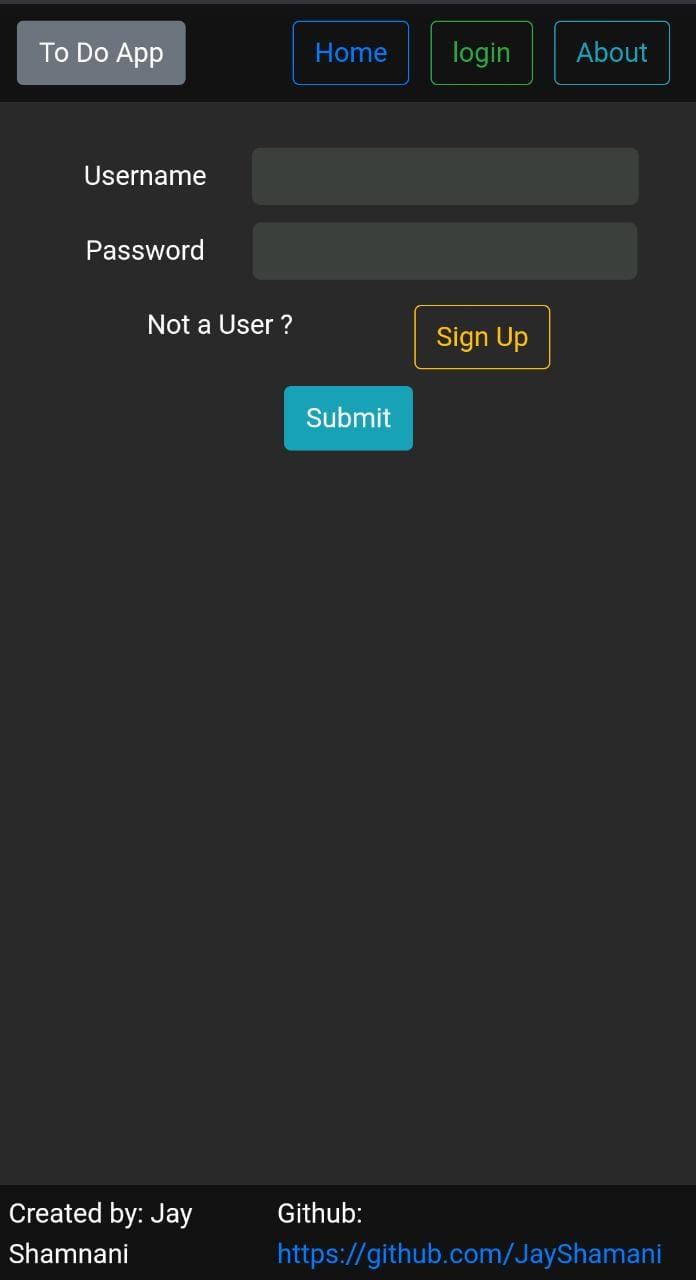 To Do App Home login About
Username
Password
Not a User ? Sign Up
Submit
Created by: Jay Shamnani
Github: https://github.com/JayShamani